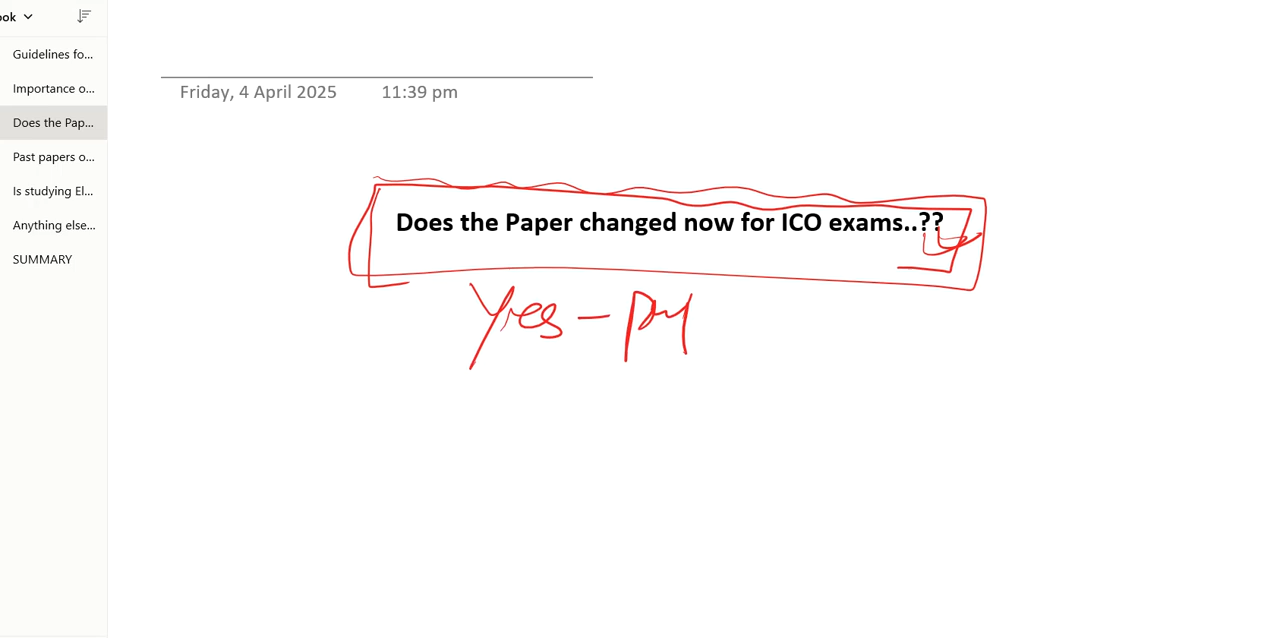 ook
Guidelines fo...
Importance o...
Does the Pap...
Past papers o...
Is studying El...
Anything else...
SUMMARY
Friday, 4 April 2025 11:39 pm
Does the Paper changed now for ICO exams..??
Yes –